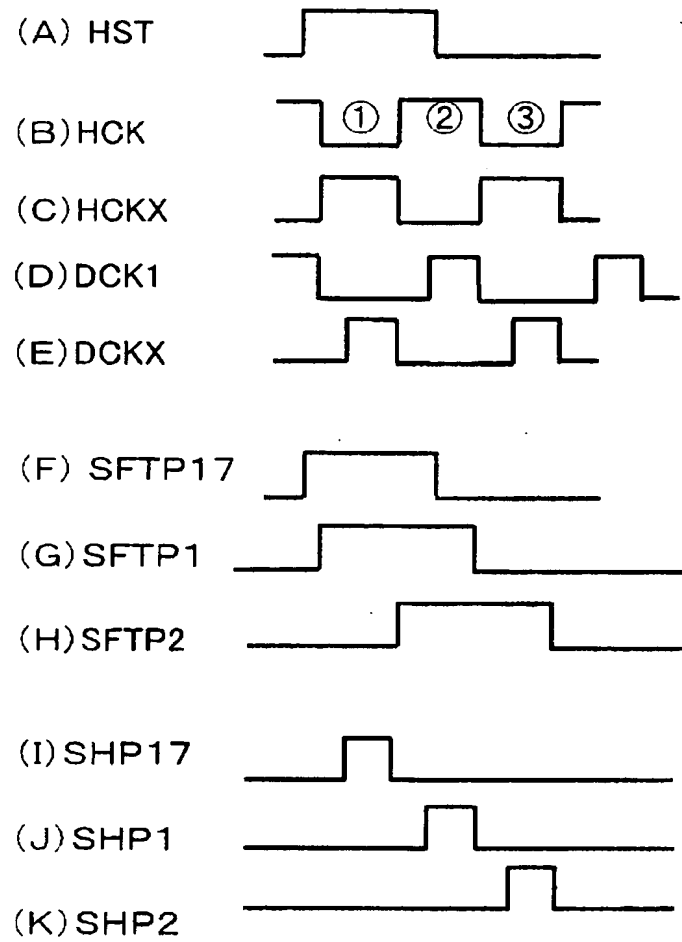 (A) HST
(B)HCK ① ② ③
(C)HCKX
(D)DCK1
(E)DCKX
(F) SFTP17
(G)SFTP1
(H)SFTP2
(I)SHP17
(J)SHP1
(K)SHP2